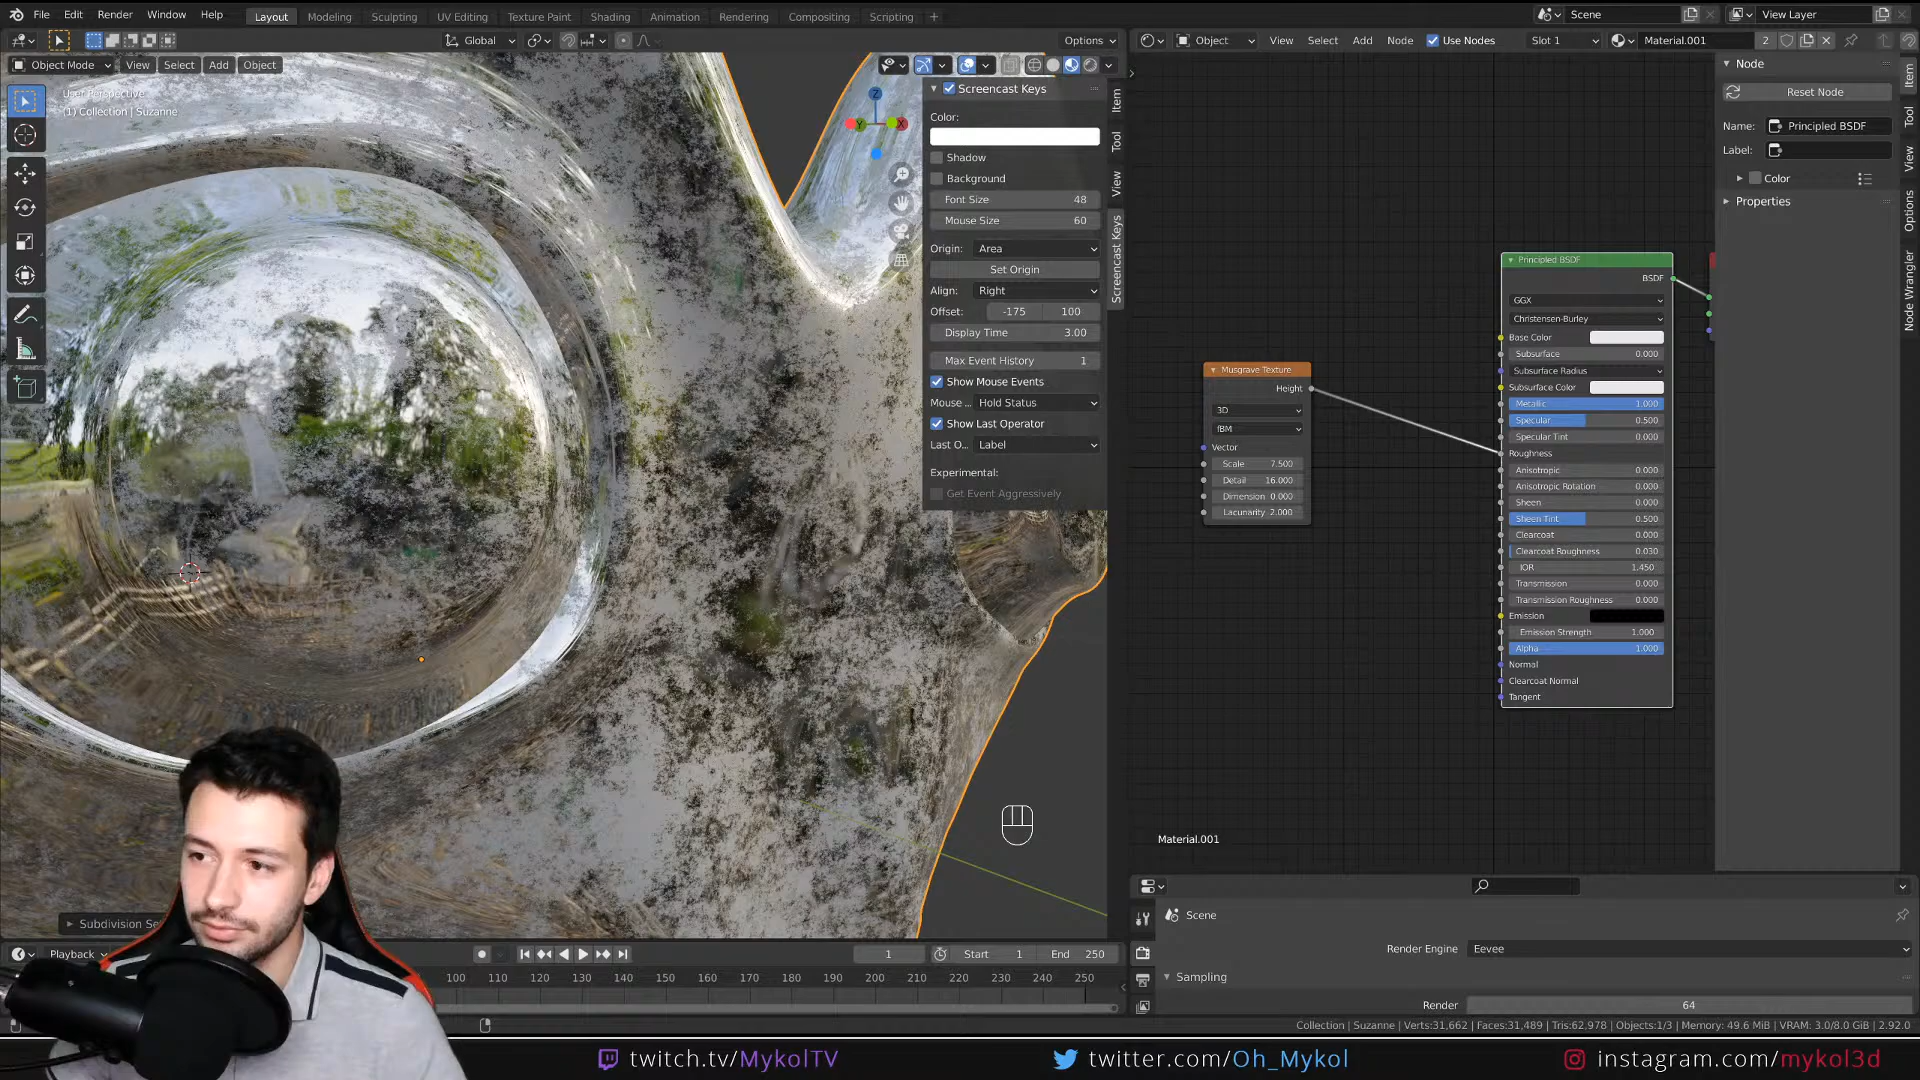 File Edit Render Window Help Layout Modeling Sculpting UV Editing Texture Paint Shading Animation Rendering Compositing Scripting + Scene View Layer
Global Options
Object View Select Add Node Use Nodes Slot 1 Material.001 2
Object Mode View Select Add Object
User Perspective
(1) Collection | Suzanne
Z
Y
X
Screencast Keys
Color:
Shadow
Background
Font Size 48
Mouse Size 60
Origin: Area
Set Origin
Align: Right
Offset: -175 100
Display Time 3.00
Max Event History 1
Show Mouse Events
Mouse ... Hold Status
Show Last Operator
Last O... Label
Experimental:
Get Event Aggressively
Item
Tool
View
Screencast Keys
Musgrave Texture
Height
3D
fBM
Vector
Scale 7.500
Detail 16.000
Dimension 0.000
Lacunarity 2.000
Principled BSDF
BSDF
GGX
Christensen-Burley
Base Color
Subsurface 0.000
Subsurface Radius
Subsurface Color
Metallic 1.000
Specular 0.500
Specular Tint 0.000
Roughness
Anisotropic 0.000
Anisotropic Rotation 0.000
Sheen 0.000
Sheen Tint 0.500
Clearcoat 0.000
Clearcoat Roughness 0.030
IOR 1.450
Transmission 0.000
Transmission Roughness 0.000
Emission
Emission Strength 1.000
Alpha 1.000
Normal
Clearcoat Normal
Tangent
Material.001
Node
Reset Node
Name: Principled BSDF
Label:
Color
Properties
Item
Tool
View
Options
Node Wrangler
Subdivision Se
Playback
1 Start 1 End 250
100 110 120 130 140 150 160 170 180 190 200 210 220 230 240 250
Scene
Render Engine Eevee
Sampling
Render 64
Collection | Suzanne | Verts:31,662 | Faces:31,489 | Tris:62,978 | Objects:1/3 | Memory: 49.6 MiB | VRAM: 3.0/8.0 GiB | 2.92.0
twitch.tv/MykolTV twitter.com/Oh_Mykol instagram.com/mykol3d